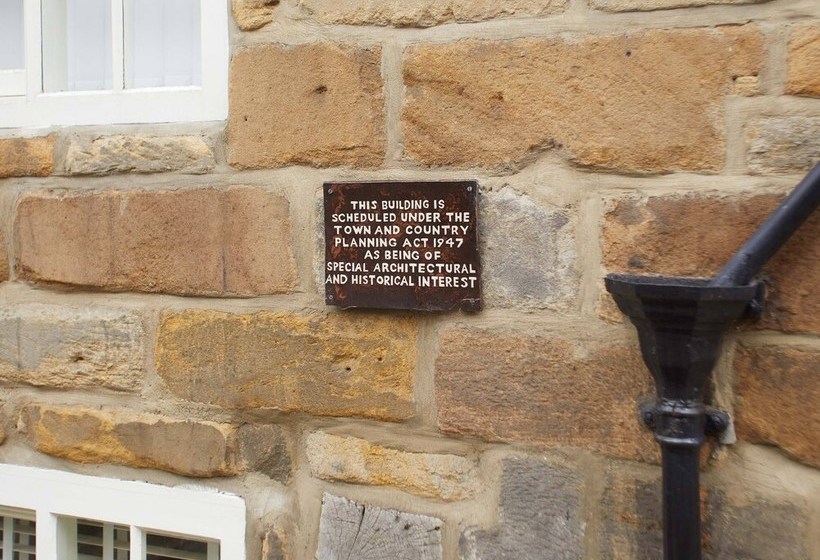 THIS BUILDING IS
SCHEDULED UNDER THE
TOWN AND COUNTRY
PLANNING ACT 1947
AS BEING OF
SPECIAL ARCHITECTURAL
AND HISTORICAL INTEREST